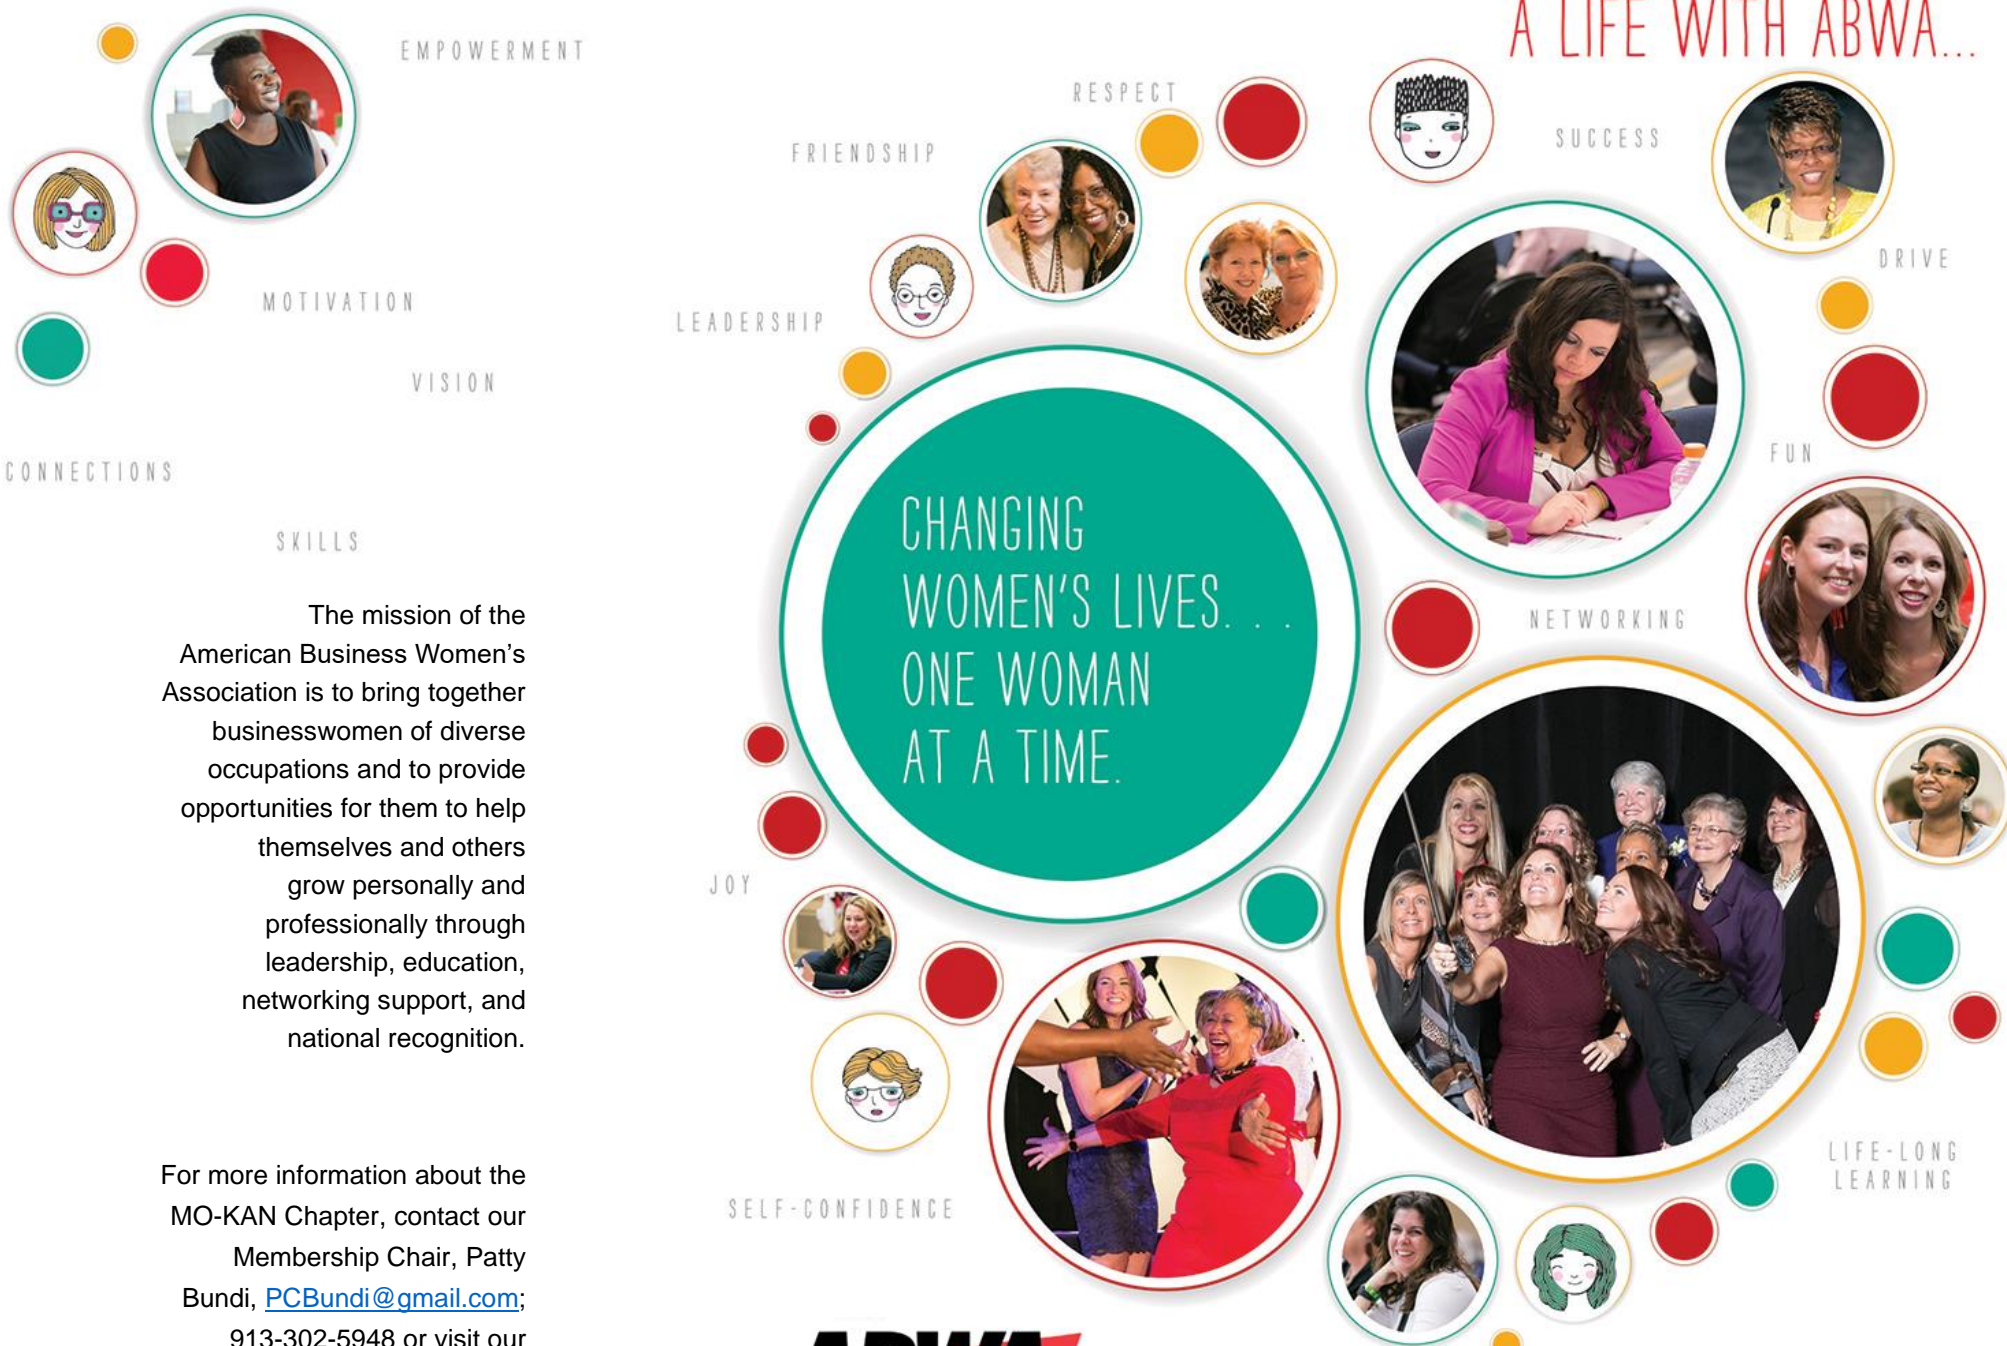 EMPOWERMENT
MOTIVATION
VISION
CONNECTIONS
SKILLS
The mission of the
American Business Women’s
Association is to bring together
businesswomen of diverse
occupations and to provide
opportunities for them to help
themselves and others
grow personally and
professionally through
leadership, education,
networking support, and
national recognition.
For more information about the
MO-KAN Chapter, contact our
Membership Chair, Patty
Bundi, PCBundi@gmail.com;
913-302-5948 or visit our
A LIFE WITH ABWA...
RESPECT
SUCCESS
FRIENDSHIP
DRIVE
LEADERSHIP
FUN
CHANGING
WOMEN'S LIVES. . .
ONE WOMAN
AT A TIME.
NETWORKING
JOY
LIFE-LONG
LEARNING
SELF-CONFIDENCE
ABWA